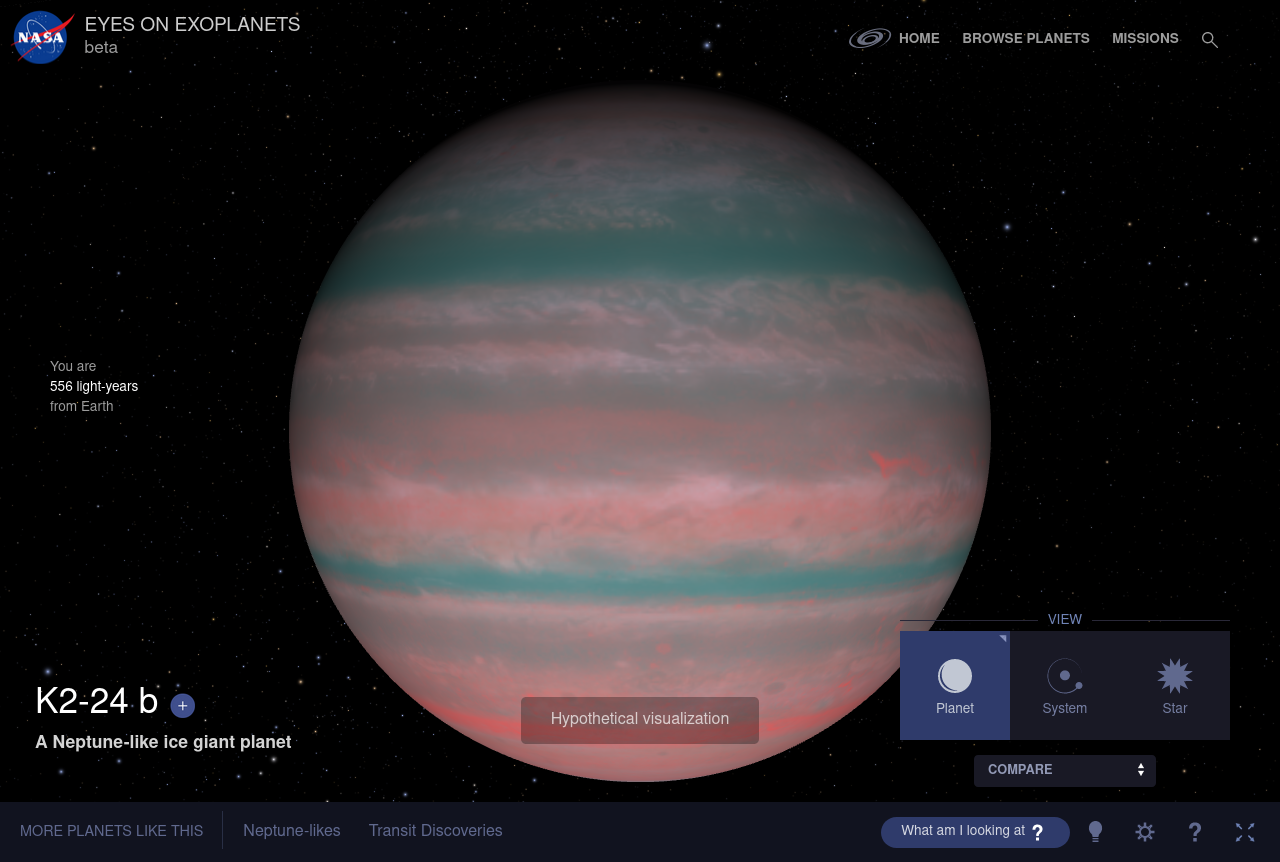 NASA
EYES ON EXOPLANETS
beta
HOME
BROWSE PLANETS
MISSIONS
You are
556 light-years
from Earth
VIEW
Planet
System
Star
COMPARE
K2-24 b +
A Neptune-like ice giant planet
Hypothetical visualization
MORE PLANETS LIKE THIS
Neptune-likes
Transit Discoveries
What am I looking at ?
?